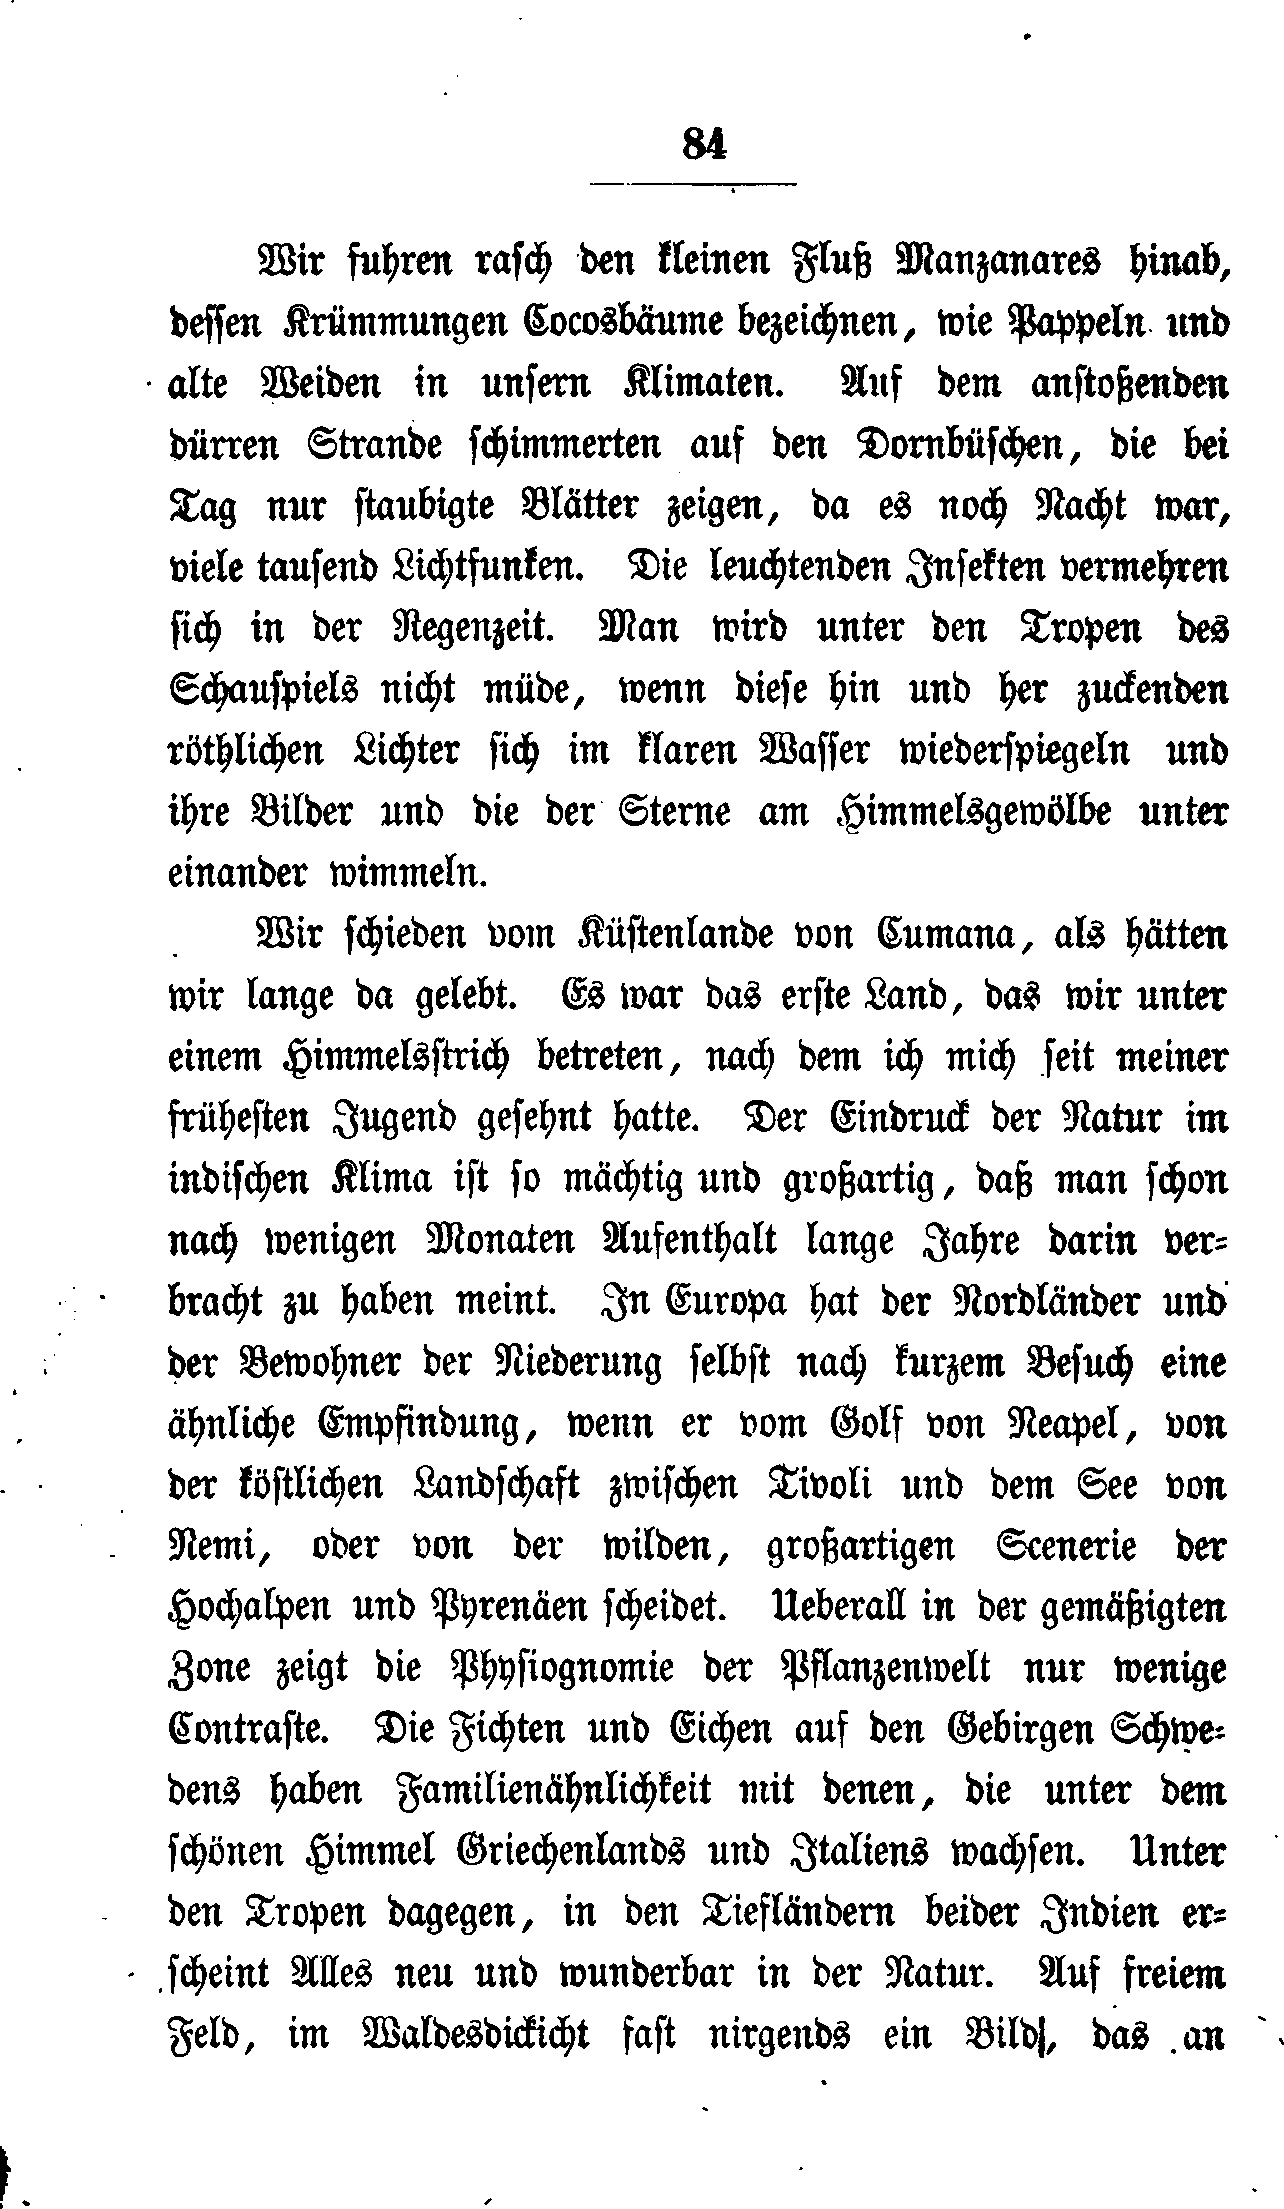 84
Wir fuhren rasch den kleinen Fluß Manzanares hinab,
dessen Krümmungen Cocosbäume bezeichnen, wie Pappeln und
alte Weiden in unsern Klimaten. Auf dem anstoßenden
dürren Strande schimmerten auf den Dornbüschen, die bei
Tag nur staubigte Blätter zeigen, da es noch Nacht war,
viele tausend Lichtfunken. Die leuchtenden Insekten vermehren
sich in der Regenzeit. Man wird unter den Tropen des
Schauspiels nicht müde, wenn diese hin und her zuckenden
röthlichen Lichter sich im klaren Wasser wiederspiegeln und
ihre Bilder und die der Sterne am Himmelsgewölbe unter
einander wimmeln.
Wir schieden vom Küstenlande von Cumana, als hätten
wir lange da gelebt. Es war das erste Land, das wir unter
einem Himmelsstrich betreten, nach dem ich mich seit meiner
frühesten Jugend gesehnt hatte. Der Eindruck der Natur im
indischen Klima ist so mächtig und großartig, daß man schon
nach wenigen Monaten Aufenthalt lange Jahre darin ver-
bracht zu haben meint. In Europa hat der Nordländer und
der Bewohner der Niederung selbst nach kurzem Besuch eine
ähnliche Empfindung, wenn er vom Golf von Neapel, von
der köstlichen Landschaft zwischen Tivoli und dem See von
Nemi, oder von der wilden, großartigen Scenerie der
Hochalpen und Pyrenäen scheidet. Ueberall in der gemäßigten
Zone zeigt die Physiognomie der Pflanzenwelt nur wenige
Contraste. Die Fichten und Eichen auf den Gebirgen Schwe-
dens haben Familienähnlichkeit mit denen, die unter dem
schönen Himmel Griechenlands und Italiens wachsen. Unter
den Tropen dagegen, in den Tiefländern beider Indien er-
scheint Alles neu und wunderbar in der Natur. Auf freiem
Feld, im Waldesdickicht fast nirgends ein Bild, das an